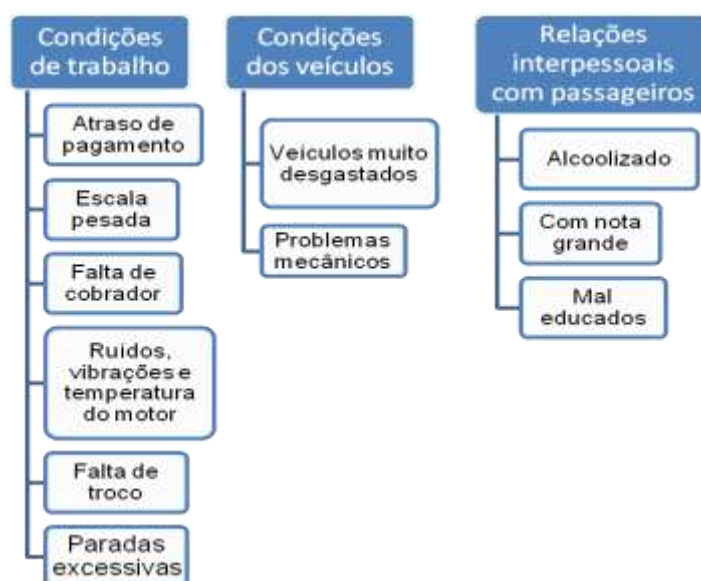 Condições
de trabalho
Atraso de
pagamento
Escala
pesada
Falta de
cobrador
Ruídos,
vibrações e
temperatura
do motor
Falta de
troco
Paradas
excessivas
Condições
dos veículos
Veiculos muito
desgastados
Problemas
mecânicos
Relações
interpessoais
com passageiros
Alcoolizado
Com nota
grande
Mal
educados